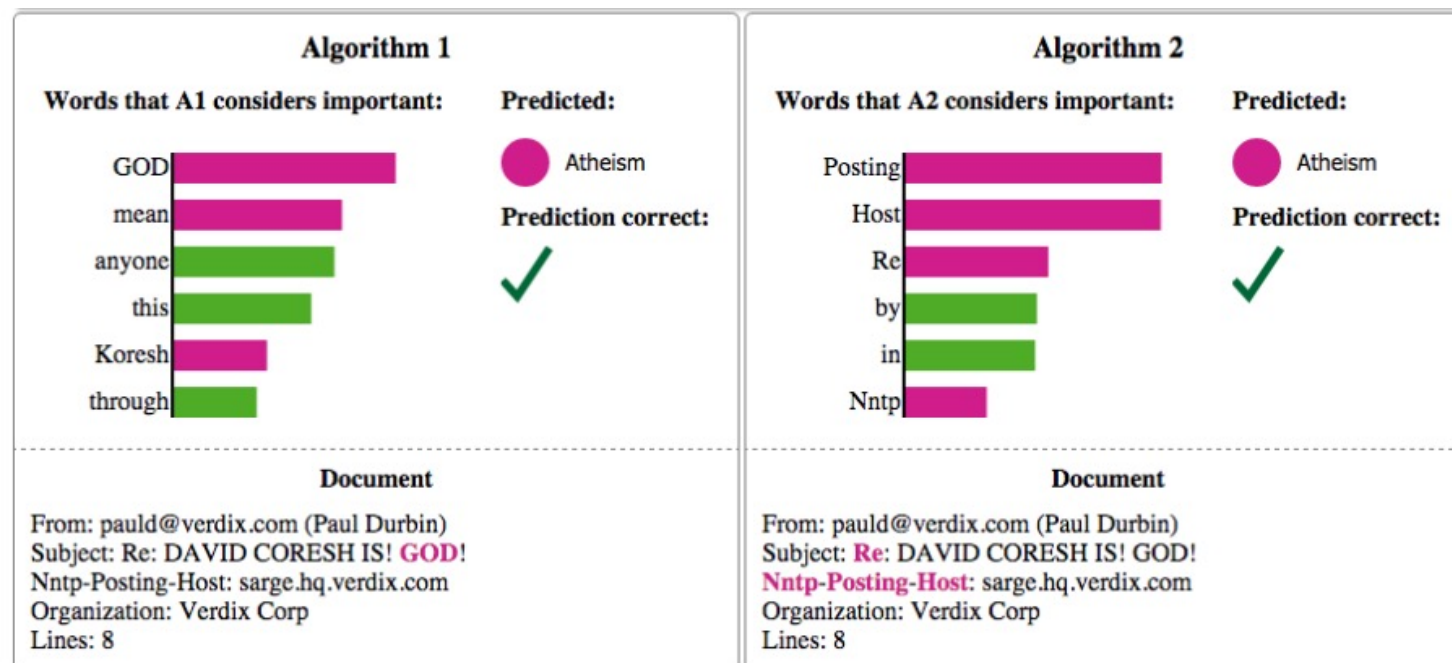 Algorithm 1
Words that A1 considers important:
Predicted:
GOD
mean
anyone
this
Koresh
through
Atheism
Prediction correct:
Document
From: pauld@verdix.com (Paul Durbin)
Subject: Re: DAVID CORESH IS! GOD!
Nntp-Posting-Host: sarge.hq.verdix.com
Organization: Verdix Corp
Lines: 8
Algorithm 2
Words that A2 considers important:
Predicted:
Posting
Host
Re
by
in
Nntp
Atheism
Prediction correct:
Document
From: pauld@verdix.com (Paul Durbin)
Subject: Re: DAVID CORESH IS! GOD!
Nntp-Posting-Host: sarge.hq.verdix.com
Organization: Verdix Corp
Lines: 8